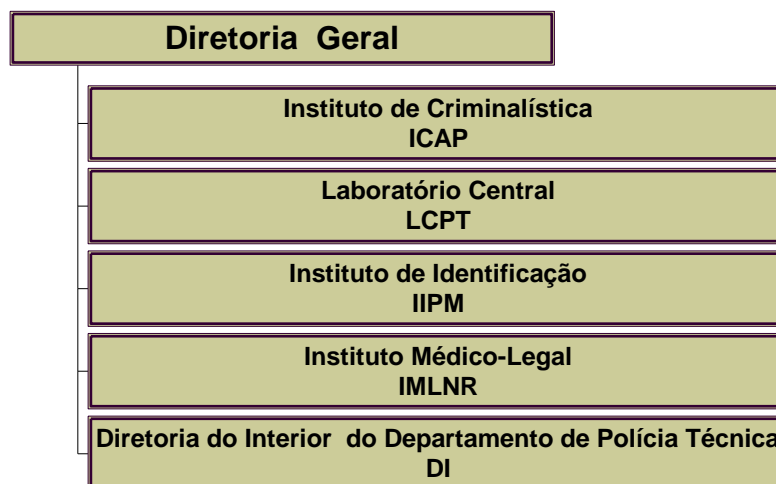 Diretoria Geral
Instituto de Criminalística
ICAP
Laboratório Central
LCPT
Instituto de Identificação
IIPM
Instituto Médico-Legal
IMLNR
Diretoria do Interior do Departamento de Polícia Técnica
DI